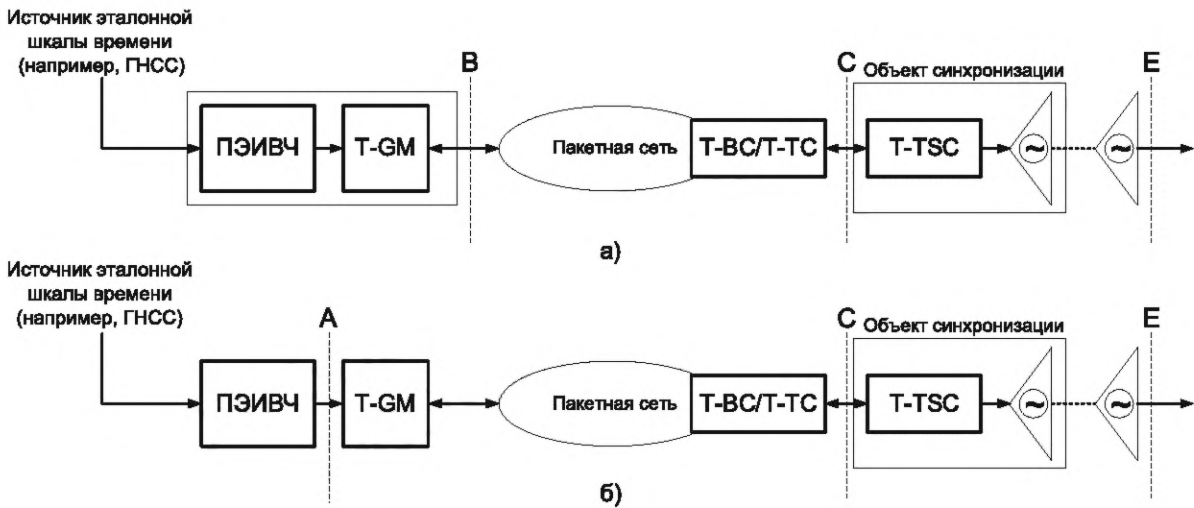 Источник эталонной
шкалы времени
(например, ГНСС)
B
C
Объект синхронизации
E
ПЭИВЧ
T-GM
Пакетная сеть
T-BC/T-TC
T-TSC
~
~
а)
Источник эталонной
шкалы времени
(например, ГНСС)
A
C
Объект синхронизации
E
ПЭИВЧ
T-GM
Пакетная сеть
T-BC/T-TC
T-TSC
~
~
б)